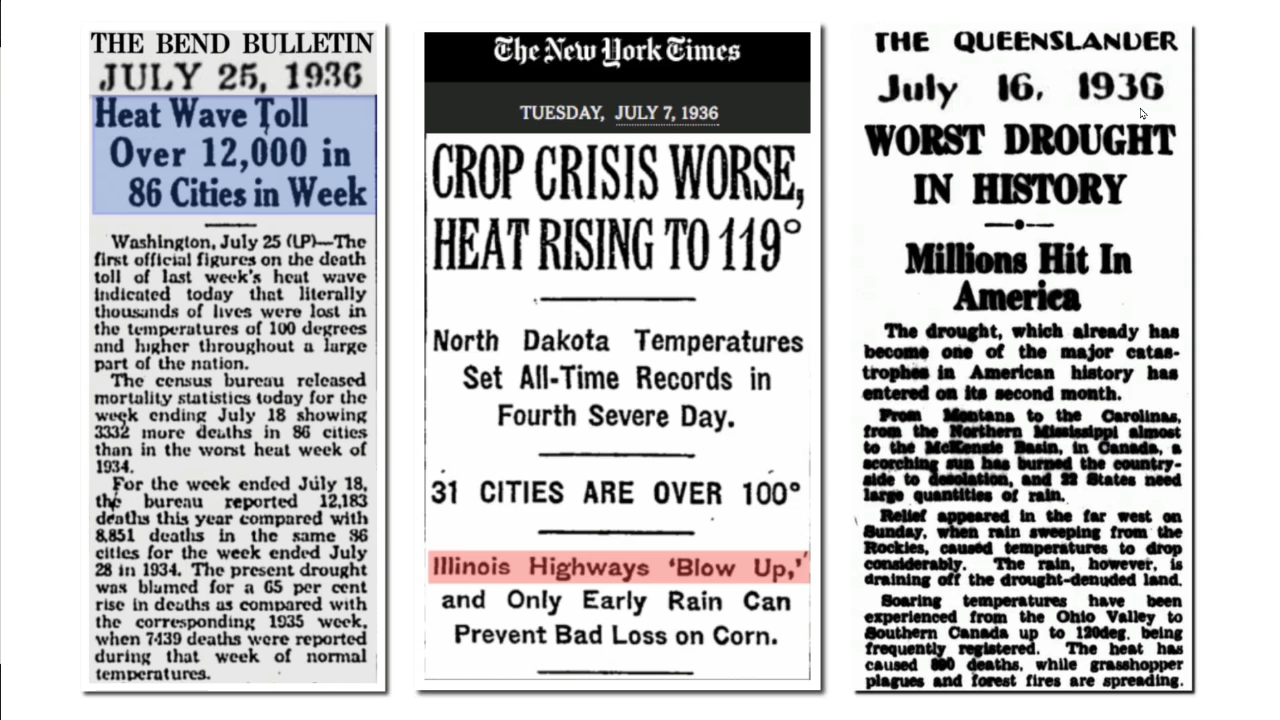 THE BEND BULLETIN
JULY 25, 1936
Heat Wave Toll
Over 12,000 in
86 Cities in Week
Washington, July 25 (UP)—The
first official figures on the death
toll of last week's heat wave
indicated today that literally
thousands of lives were lost in
the temperatures of 100 degrees
and higher throughout a large
part of the nation.
The census bureau released
mortality statistics today for the
week ending July 18 showing
3332 more deaths in 86 cities
than in the worst heat week of
1934.
For the week ended July 18,
the bureau reported 12,183
deaths this year compared with
8,851 deaths in the same 86
cities for the week ended July
28 in 1934. The present drought
was blamed for a 65 per cent
rise in deaths as compared with
the corresponding 1935 week,
when 7439 deaths were reported
during that week of normal
temperatures.
The New York Times
TUESDAY, JULY 7, 1936
CROP CRISIS WORSE,
HEAT RISING TO 119°
North Dakota Temperatures
Set All-Time Records in
Fourth Severe Day.
31 CITIES ARE OVER 100°
Illinois Highways 'Blow Up,'
and Only Early Rain Can
Prevent Bad Loss on Corn.
THE QUEENSLANDER
July 16, 1936
WORST DROUGHT
IN HISTORY
Millions Hit In
America
The drought, which already has
become one of the major catas-
trophes in American history has
entered on its second month.
From Montana to the Carolinas,
from the Northern Mississippi almost
to the McKenzie Basin, in Canada, a
scorching sun has burned the country-
side to desolation, and 22 States need
large quantities of rain.
Relief appeared in the far west on
Sunday, when rain sweeping from the
Rockies, caused temperatures to drop
considerably. The rain, however, is
draining off the drought-denuded land.
Soaring temperatures have been
experienced from the Ohio Valley to
Southern Canada up to 120deg. being
frequently registered. The heat has
caused deaths, while grasshopper
plagues and forest fires are spreading.